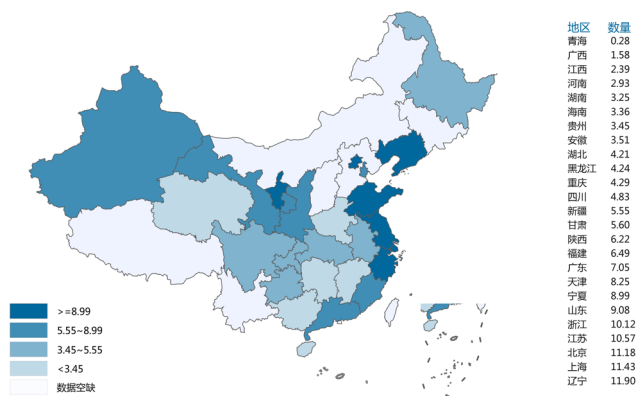 地区 数量
青海 0.28
广西 1.58
江西 2.39
河南 2.93
湖南 3.25
海南 3.36
贵州 3.45
安徽 3.51
湖北 4.21
黑龙江 4.24
重庆 4.29
四川 4.83
新疆 5.55
甘肃 5.60
陕西 6.22
福建 6.49
广东 7.05
天津 8.25
宁夏 8.99
山东 9.08
浙江 10.12
江苏 10.57
北京 11.18
上海 11.43
辽宁 11.90
>=8.99
5.55~8.99
3.45~5.55
<3.45
数据空缺